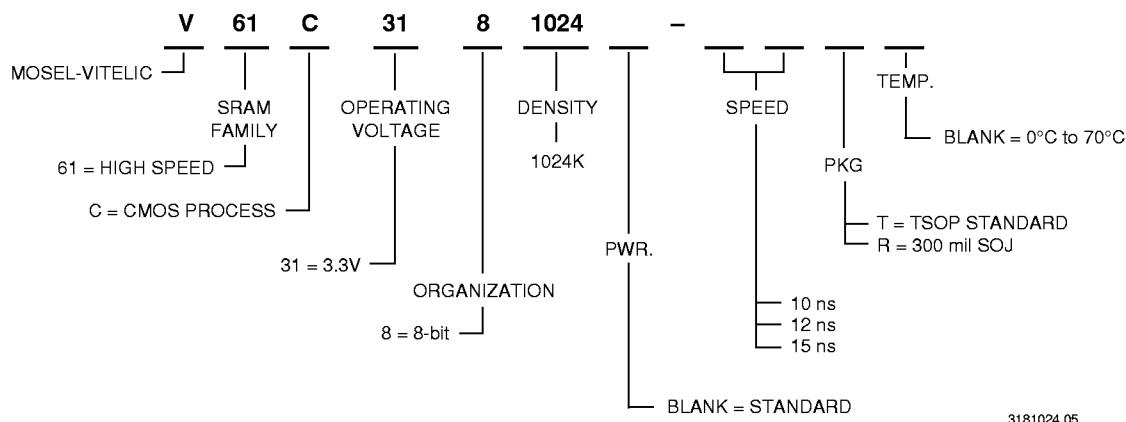 V 61 C 31 8 1024 –
MOSEL-VITELIC
SRAM
FAMILY
OPERATING
VOLTAGE
DENSITY
SPEED
TEMP.
BLANK = 0°C to 70°C
61 = HIGH SPEED
1024K
PKG
C = CMOS PROCESS
T = TSOP STANDARD
R = 300 mil SOJ
PWR.
31 = 3.3V
ORGANIZATION
8 = 8-bit
10 ns
12 ns
15 ns
BLANK = STANDARD
3181024 05